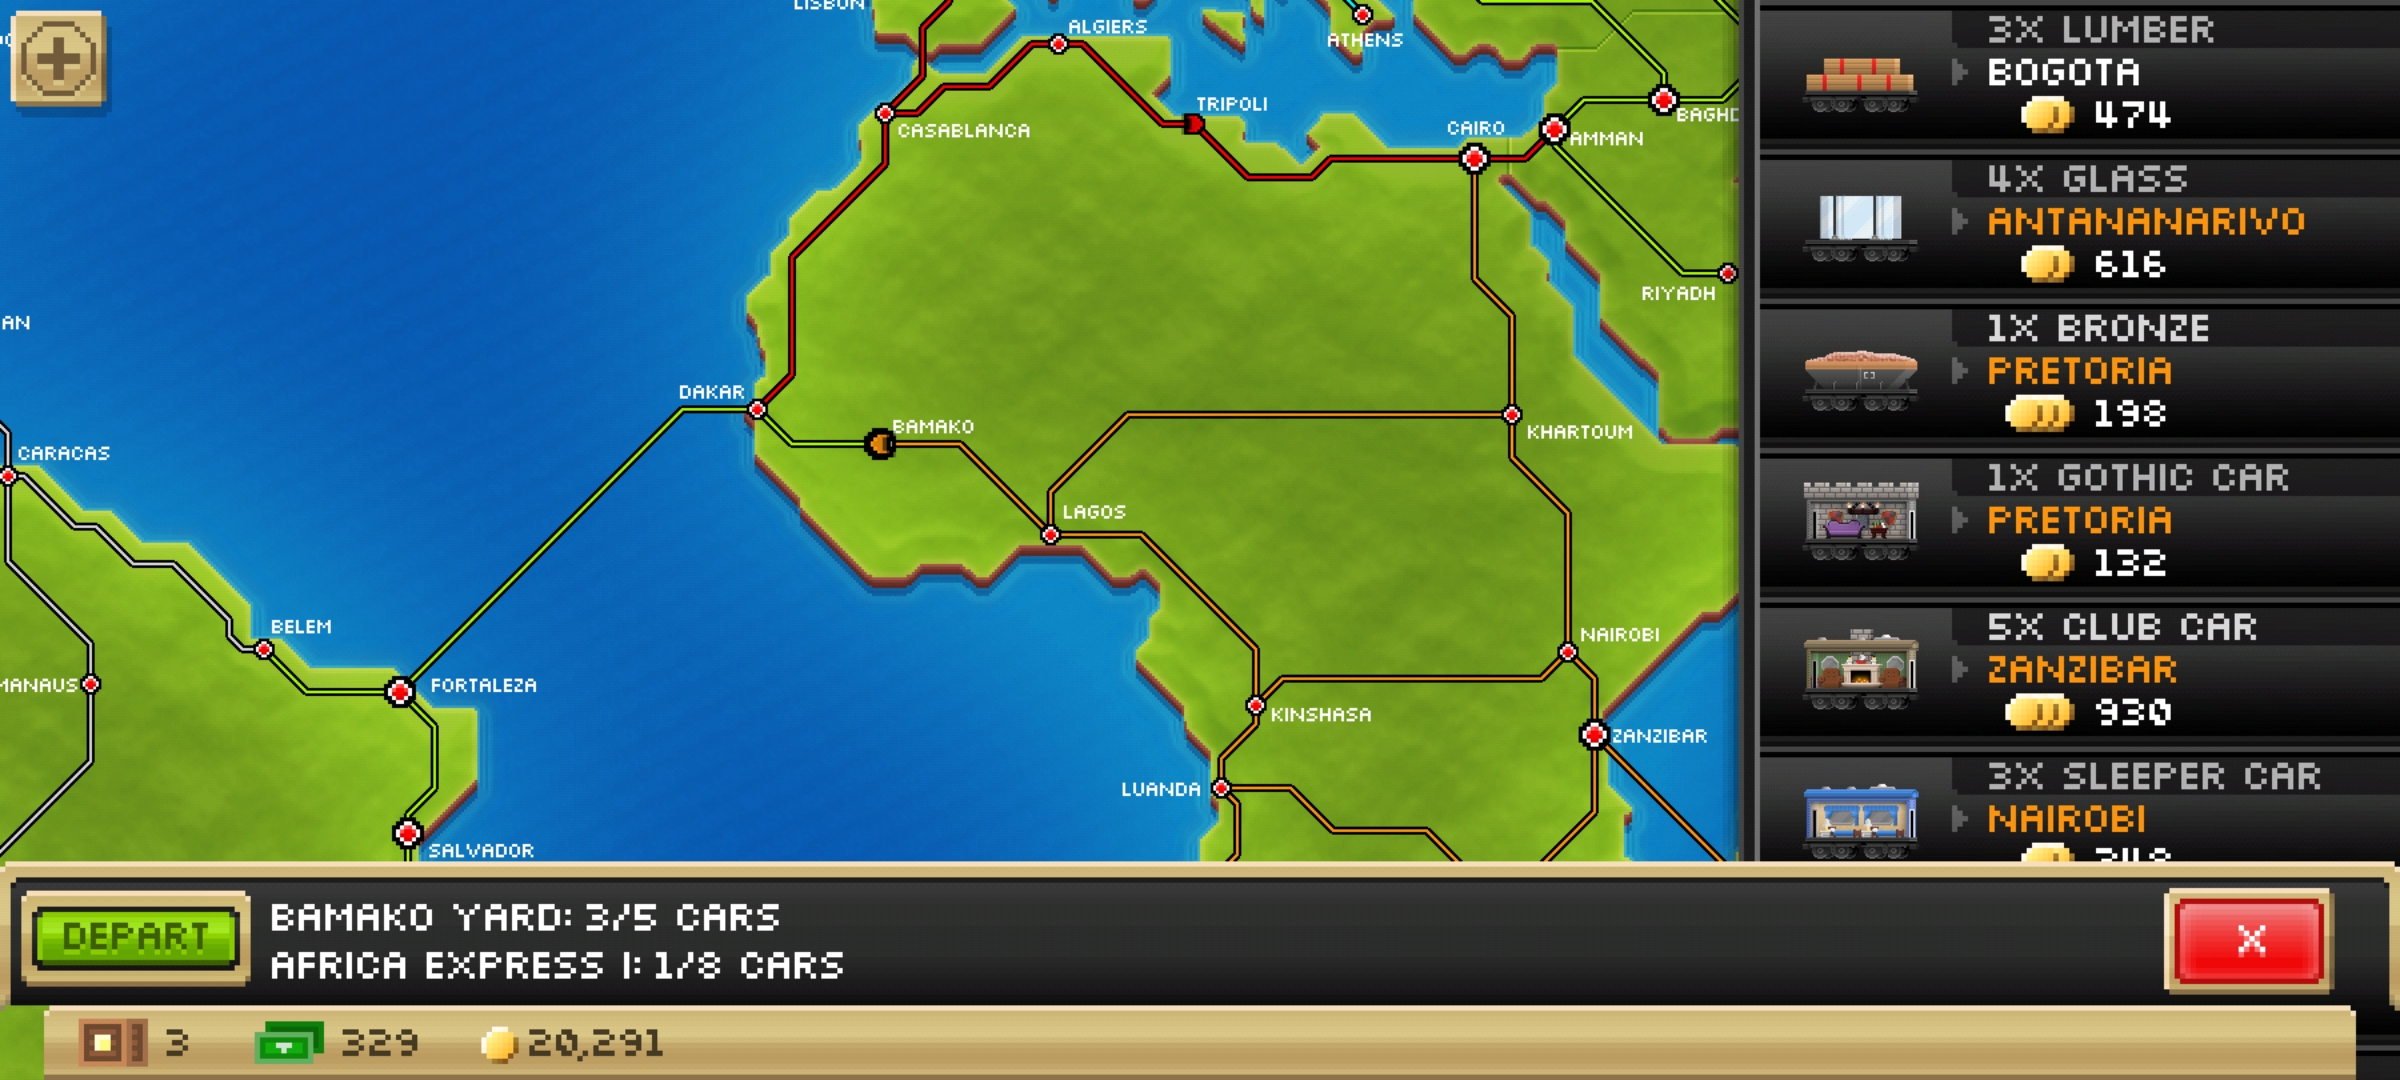 LISBON
ALGIERS
ATHENS
TRIPOLI
CASABLANCA
CAIRO
AMMAN
BAGHD
RIYADH
AN
DAKAR
BAMAKO
KHARTOUM
CARACAS
LAGOS
BELEM
NAIROBI
MANAUS
FORTALEZA
KINSHASA
ZANZIBAR
LUANDA
SALVADOR
3X LUMBER
BOGOTA
474
4X GLASS
ANTANANARIVO
616
1X BRONZE
PRETORIA
198
1X GOTHIC CAR
PRETORIA
132
5X CLUB CAR
ZANZIBAR
930
3X SLEEPER CAR
NAIROBI
DEPART
BAMAKO YARD: 3/5 CARS
AFRICA EXPRESS I: 1/8 CARS
X
3
329
20,291